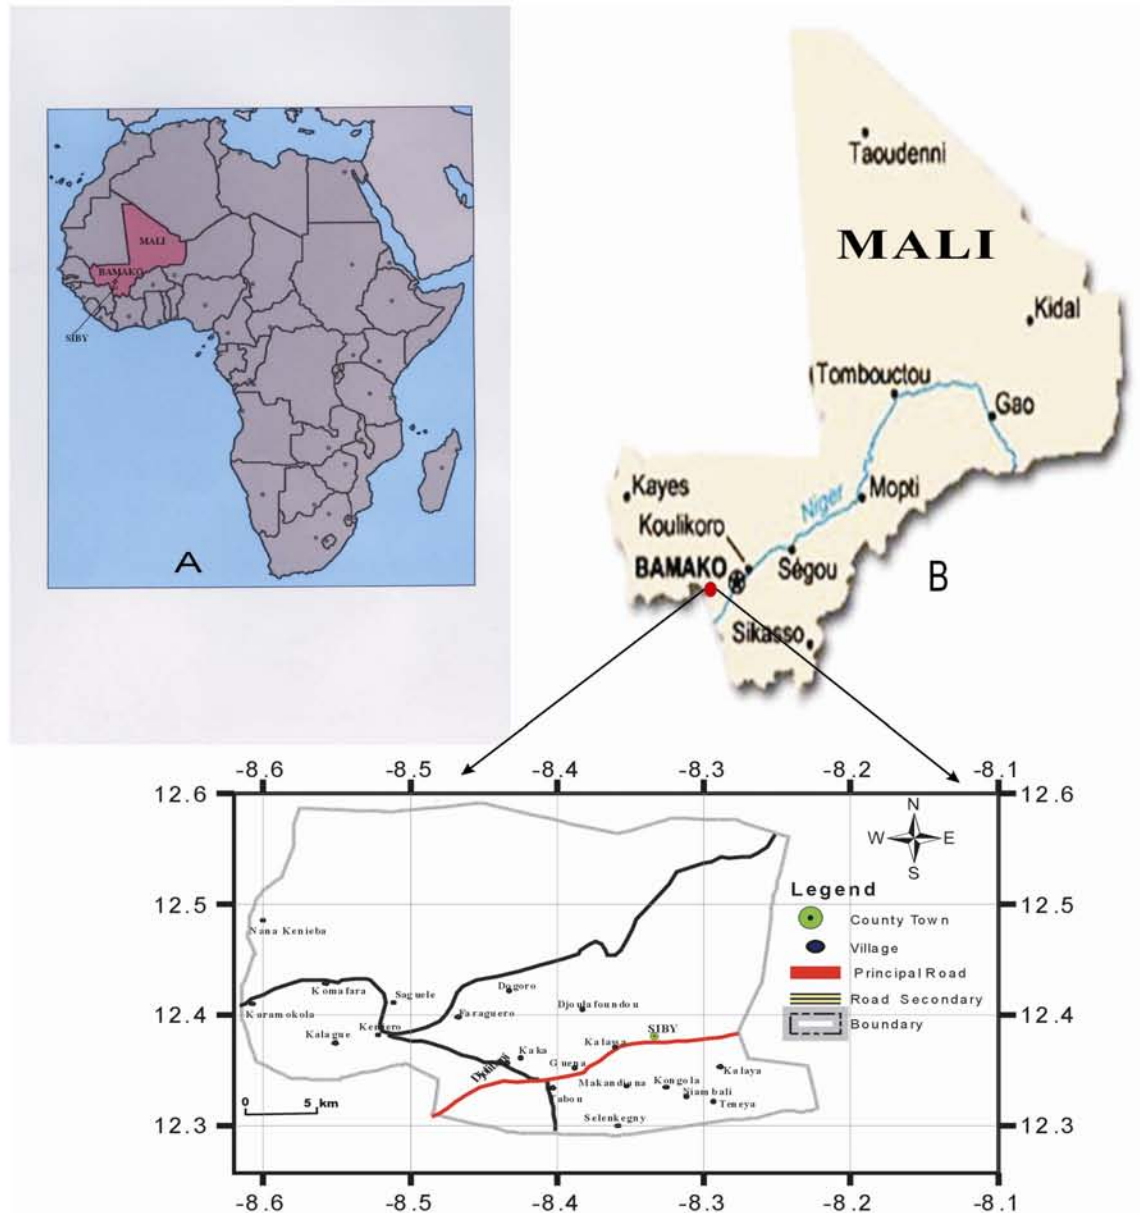 MALI
BAMAKO
SIBY
A
Taoudenni
MALI
Kidal
Tombouctou
Gao
Kayes
Niger
Mopti
Koulikoro
BAMAKO
Ségou
B
Sikasso
-8.6 -8.5 -8.4 -8.3 -8.2 -8.1
12.6 12.6
N
W E
S
Legend
County Town
Village
Principal Road
Road Secondary
Boundary
12.5 12.5
Nana Kenieba
Komafara
Saguele
Dogoro
Djoulafoundou
12.4 12.4
Karamokola
Faraguero
Kalague
SIBY
Kalassa
Kaka
Guena
Kalaya
Makandiana
Kongola
Niambali
Tabou
Teneya
Selenkegny
0 5 km
12.3 12.3
-8.6 -8.5 -8.4 -8.3 -8.2 -8.1